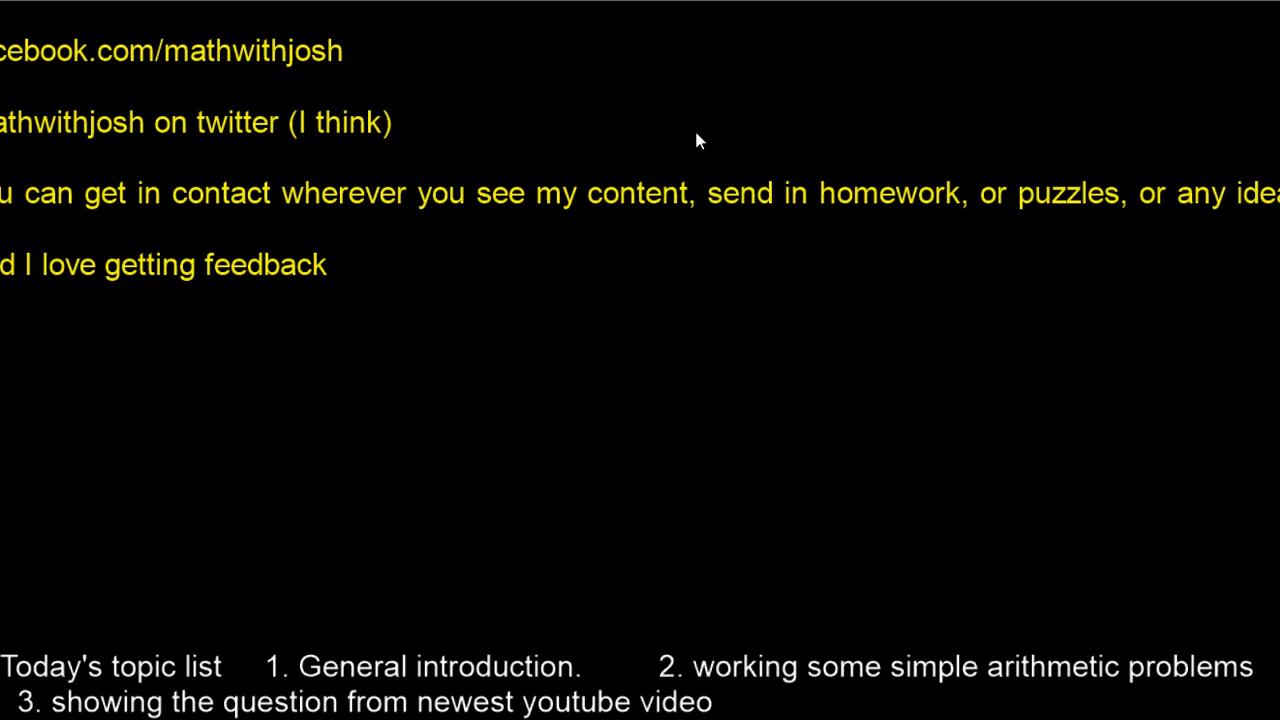 cebook.com/mathwithjosh
athwithjosh on twitter (I think)
u can get in contact wherever you see my content, send in homework, or puzzles, or any idea
d I love getting feedback
Today's topic list 1. General introduction. 2. working some simple arithmetic problems
3. showing the question from newest youtube video